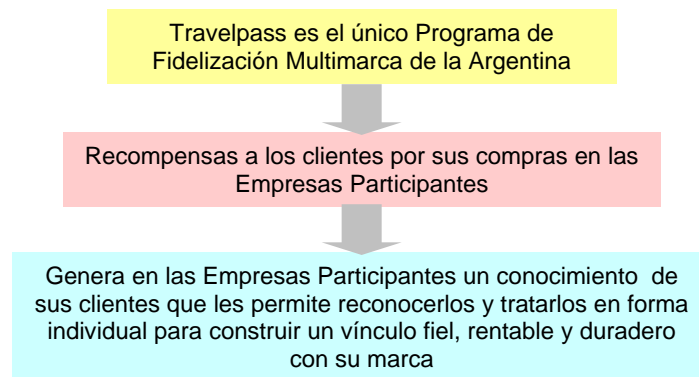 Travelpass es el único Programa de
Fidelización Multimarca de la Argentina
Recompensas a los clientes por sus compras en las
Empresas Participantes
Genera en las Empresas Participantes un conocimiento de
sus clientes que les permite reconocerlos y tratarlos en forma
individual para construir un vínculo fiel, rentable y duradero
con su marca